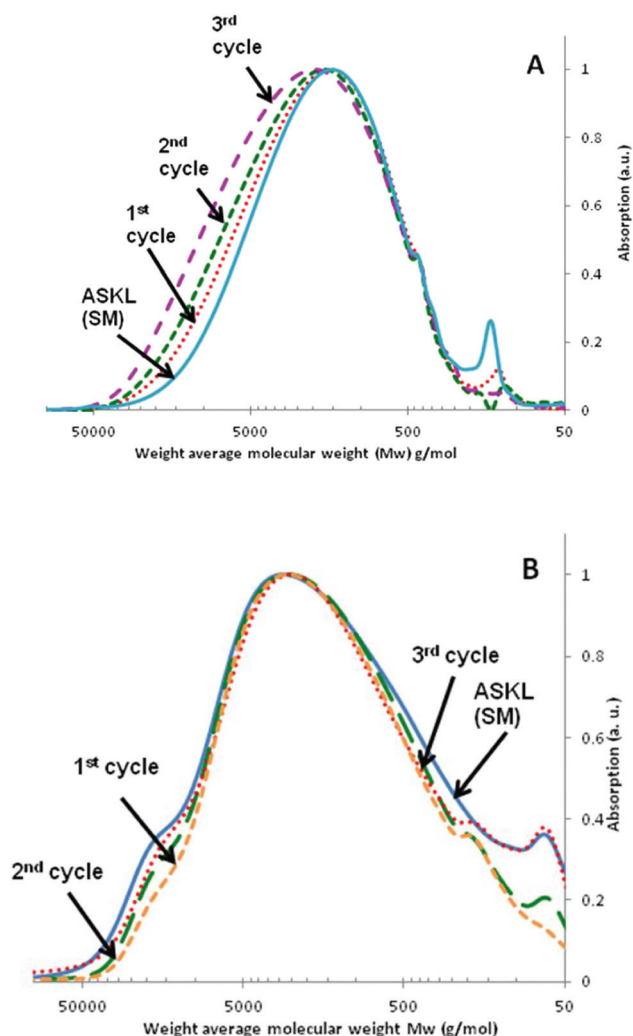 A
3rd
cycle
2nd
cycle
1st
cycle
ASKL
(SM)
1
0.8
0.6
0.4
0.2
0
Absorption (a.u.)
50000 5000 500 50
Weight average molecular weight (Mw) g/mol
B
3rd cycle
ASKL
(SM)
1st cycle
2nd cycle
1
0.8
0.6
0.4
0.2
0
Absorption (a. u.)
50000 5000 500 50
Weight average molecular weight Mw (g/mol)